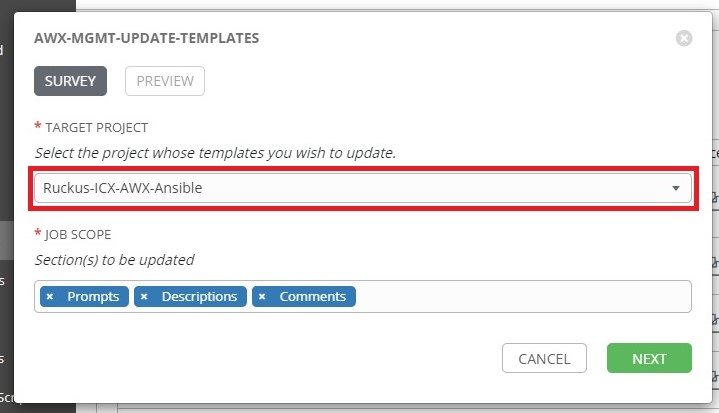 AWX-MGMT-UPDATE-TEMPLATES
SURVEY PREVIEW
* TARGET PROJECT
Select the project whose templates you wish to update.
Ruckus-ICX-AWX-Ansible
* JOB SCOPE
Section(s) to be updated
× Prompts × Descriptions × Comments
CANCEL NEXT